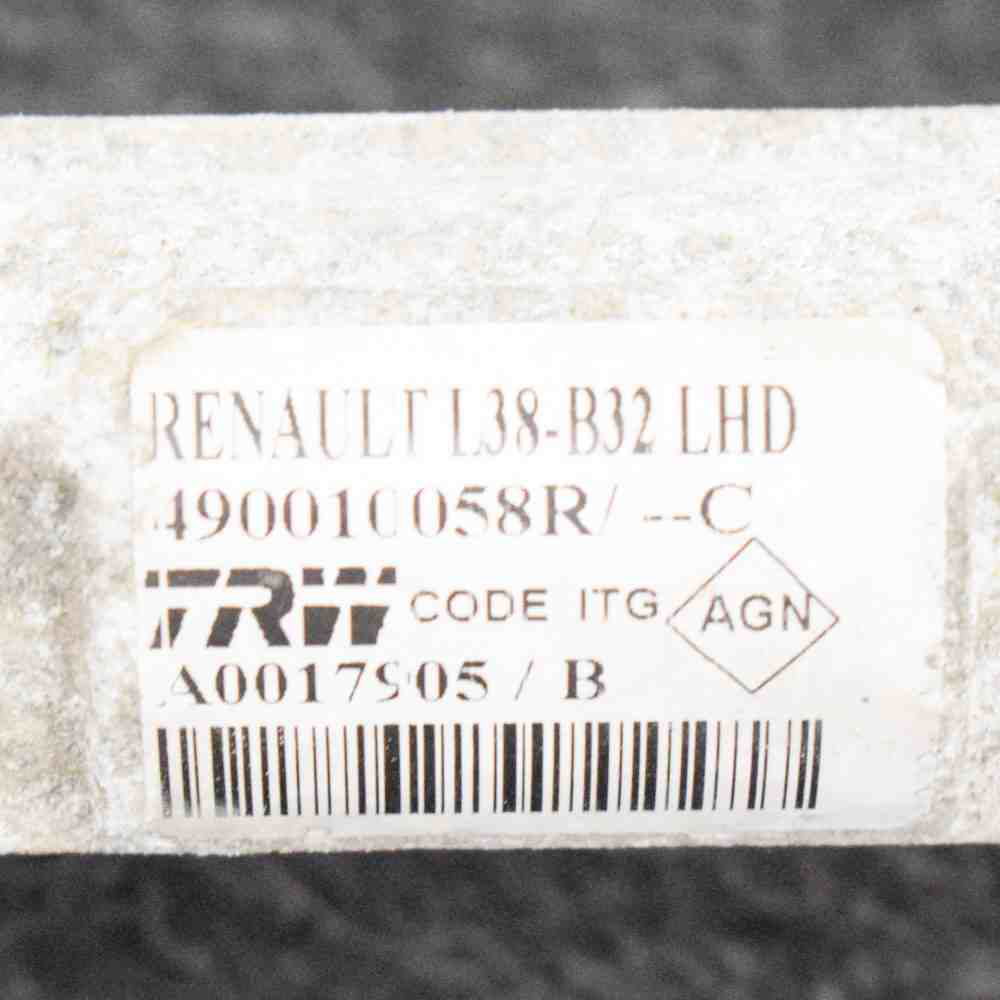 RENAULT L38-B32 LHD
490010058R/ --C
TRW CODE ITG AGN
A0017905 / B